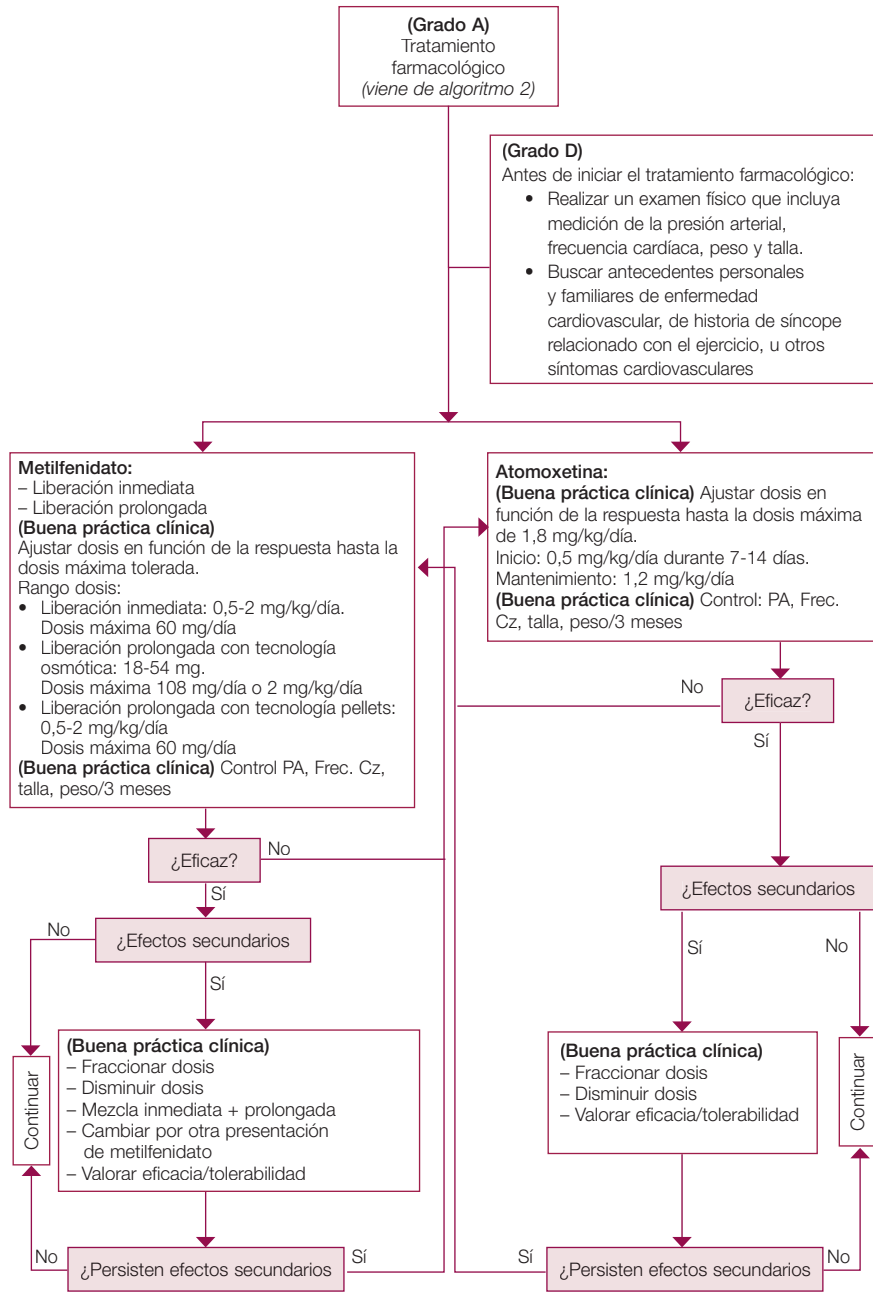 (Grado A)
Tratamiento
farmacológico
(viene de algoritmo 2)
(Grado D)
Antes de iniciar el tratamiento farmacológico:
• Realizar un examen físico que incluya
medición de la presión arterial,
frecuencia cardíaca, peso y talla.
• Buscar antecedentes personales
y familiares de enfermedad
cardiovascular, de historia de síncope
relacionado con el ejercicio, u otros
síntomas cardiovasculares
Metilfenidato:
– Liberación inmediata
– Liberación prolongada
(Buena práctica clínica)
Ajustar dosis en función de la respuesta hasta la
dosis máxima tolerada.
Rango dosis:
• Liberación inmediata: 0,5-2 mg/kg/día.
Dosis máxima 60 mg/día
• Liberación prolongada con tecnología
osmótica: 18-54 mg.
Dosis máxima 108 mg/día o 2 mg/kg/día
• Liberación prolongada con tecnología pellets:
0,5-2 mg/kg/día
Dosis máxima 60 mg/día
(Buena práctica clínica) Control PA, Frec. Cz,
talla, peso/3 meses
¿Eficaz?
No
Sí
¿Efectos secundarios
No
Sí
(Buena práctica clínica)
– Fraccionar dosis
– Disminuir dosis
– Mezcla inmediata + prolongada
– Cambiar por otra presentación
de metilfenidato
– Valorar eficacia/tolerabilidad
Continuar
¿Persisten efectos secundarios
No
Sí
Atomoxetina:
(Buena práctica clínica) Ajustar dosis en
función de la respuesta hasta la dosis máxima
de 1,8 mg/kg/día.
Inicio: 0,5 mg/kg/día durante 7-14 días.
Mantenimiento: 1,2 mg/kg/día
(Buena práctica clínica) Control: PA, Frec.
Cz, talla, peso/3 meses
No
¿Eficaz?
Sí
¿Efectos secundarios
Sí
No
(Buena práctica clínica)
– Fraccionar dosis
– Disminuir dosis
– Valorar eficacia/tolerabilidad
Continuar
Sí
¿Persisten efectos secundarios
No